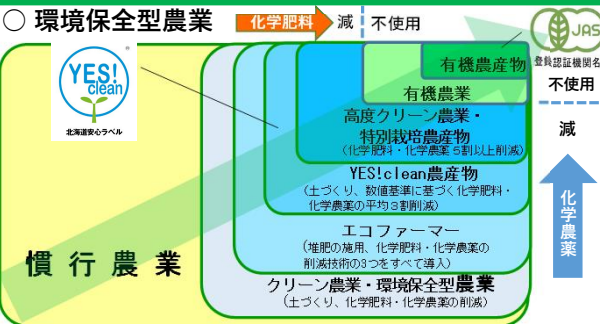 ○ 環境保全型農業
化学肥料
減
不使用
JAS
登録認証機関名
YES!
clean
北海道安心ラベル
有機農産物
有機農業
不使用
減
化学農薬
高度クリーン農業・
特別栽培農産物
(化学肥料・化学農薬5割以上削減)
YES!clean農産物
(土づくり、数値基準に基づく化学肥料・
化学農薬の平均3割削減)
エコファーマー
(堆肥の施用、化学肥料・化学農薬の
削減技術の3つをすべて導入)
慣行農業
クリーン農業・環境保全型農業
(土づくり、化学肥料・化学農薬の削減)